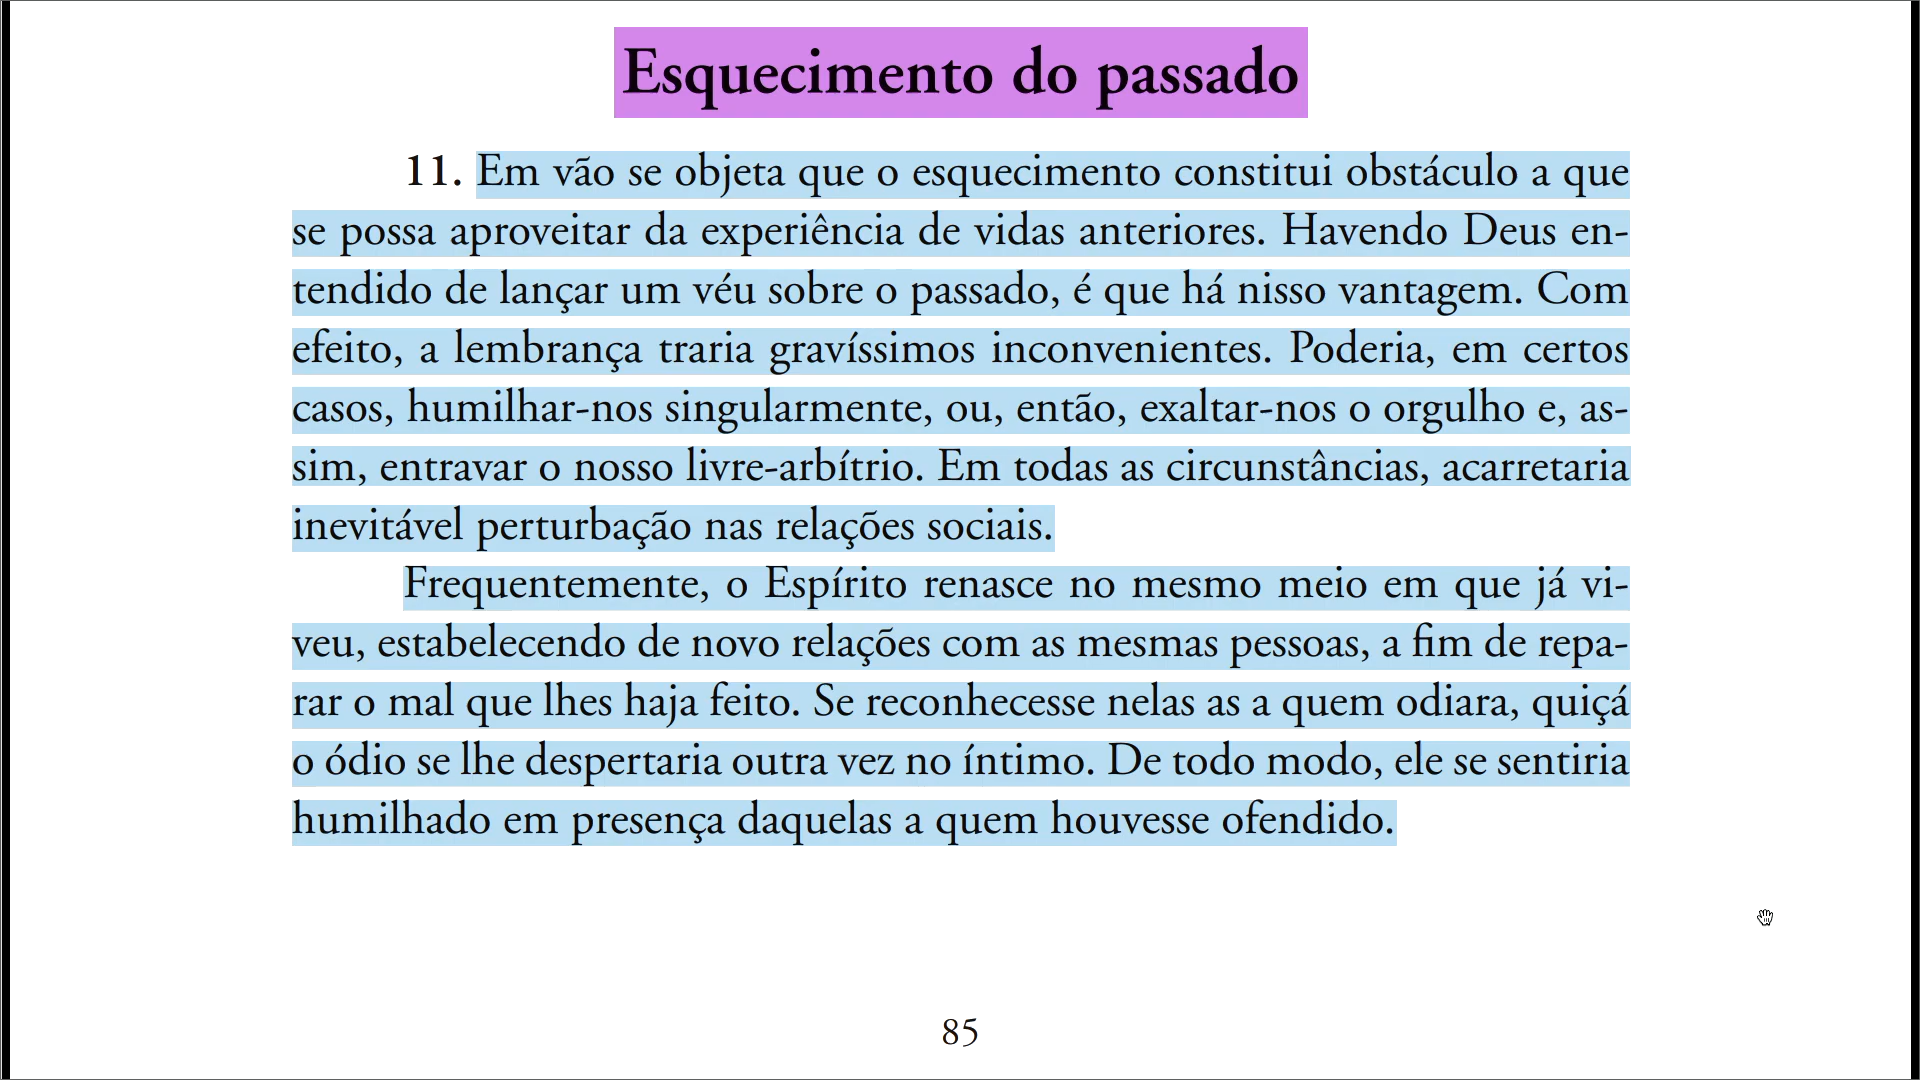 Esquecimento do passado
11. Em vão se objeta que o esquecimento constitui obstáculo a que
se possa aproveitar da experiência de vidas anteriores. Havendo Deus en-
tendido de lançar um véu sobre o passado, é que há nisso vantagem. Com
efeito, a lembrança traria gravíssimos inconvenientes. Poderia, em certos
casos, humilhar-nos singularmente, ou, então, exaltar-nos o orgulho e, as-
sim, entravar o nosso livre-arbítrio. Em todas as circunstâncias, acarretaria
inevitável perturbação nas relações sociais.
Frequentemente, o Espírito renasce no mesmo meio em que já vi-
veu, estabelecendo de novo relações com as mesmas pessoas, a fim de repa-
rar o mal que lhes haja feito. Se reconhecesse nelas as a quem odiara, quiçá
o ódio se lhe despertaria outra vez no íntimo. De todo modo, ele se sentiria
humilhado em presença daquelas a quem houvesse ofendido.
85